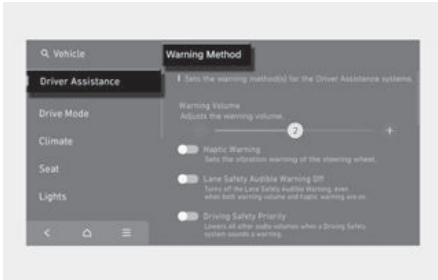 Vehicle
Warning Method
Driver Assistance
Sets the warning method(s) for the Driver Assistance systems.
Drive Mode
Warning Volume
Adjusts the warning volume.
2
Climate
Haptic Warning
Sets the vibration warning of the steering wheel.
Seat
Lane Safety Audible Warning Off
Turns off the Lane Safety Audible Warning, even
when both warning volume and haptic warning are on.
Lights
Driving Safety Priority
Lowers all other audio volumes when a Driving Safety
system sounds a warning.